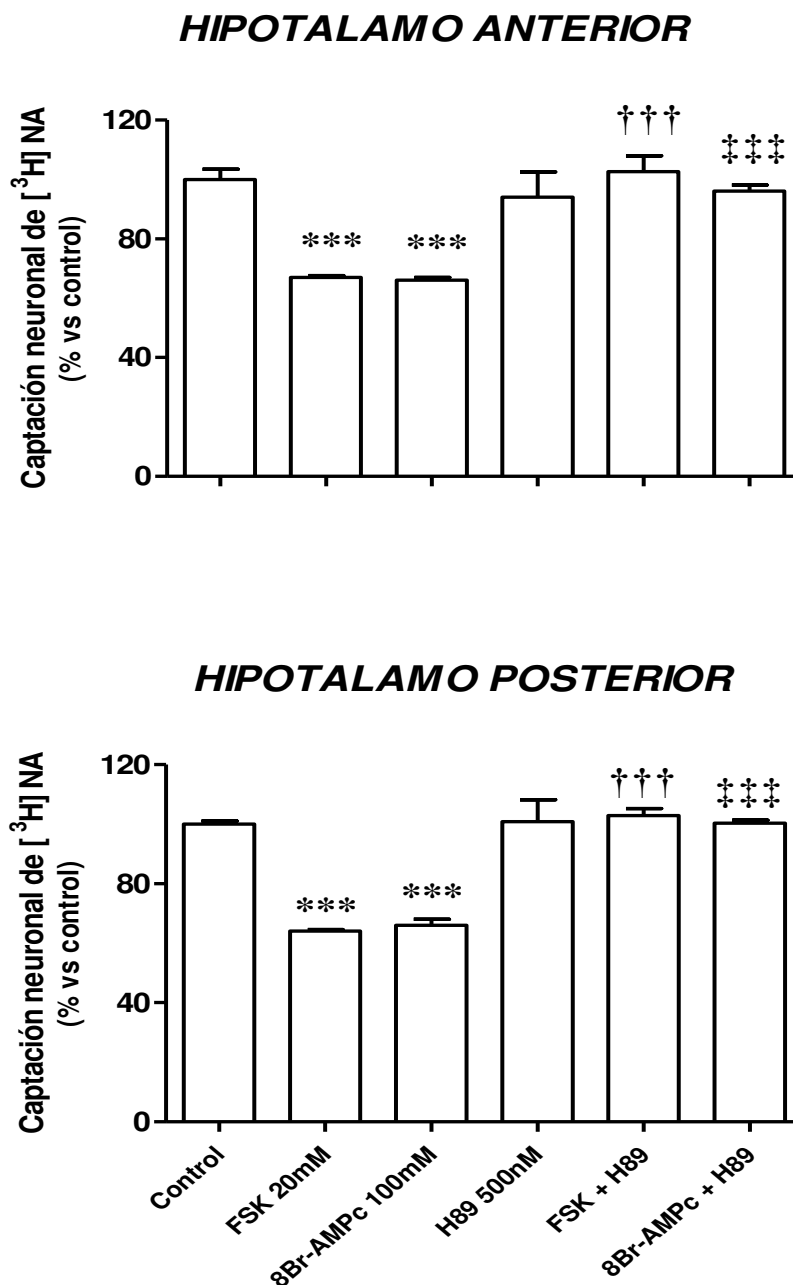 HIPOTALAMO ANTERIOR
Captación neuronal de [³H] NA
(% vs control)
120
80
40
0
***
***
†††
‡‡‡
HIPOTALAMO POSTERIOR
Captación neuronal de [³H] NA
(% vs control)
120
80
40
0
***
***
†††
‡‡‡
Control
FSK 20mM
8Br-AMPc 100mM
H89 500nM
FSK + H89
8Br-AMPc + H89